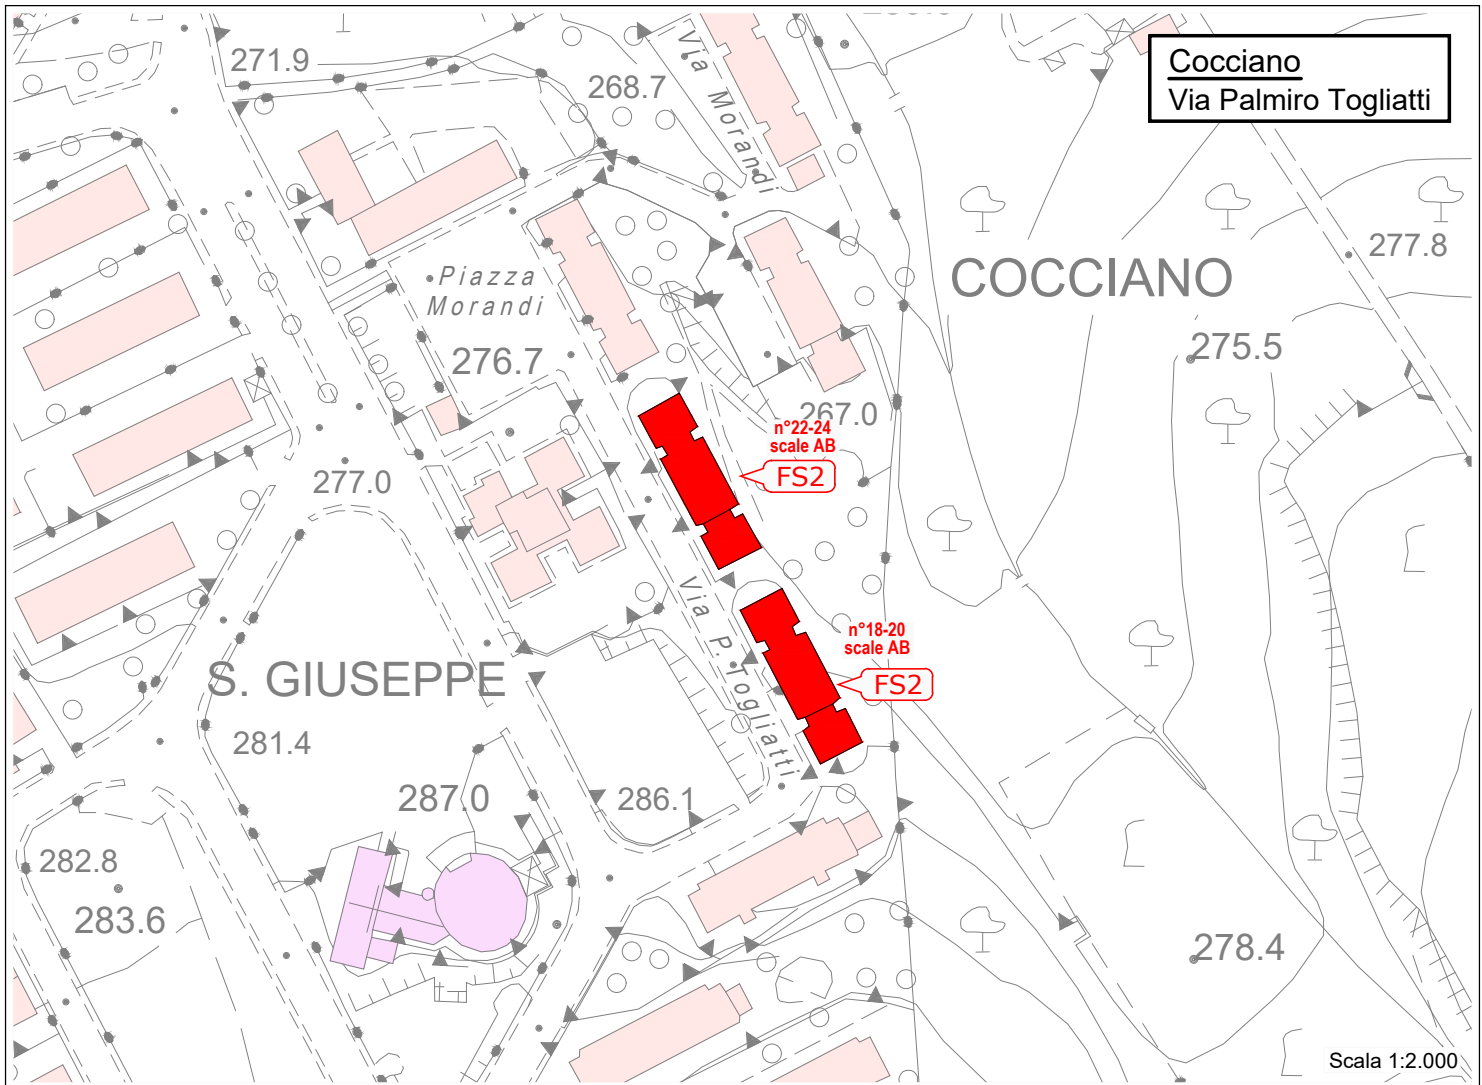 271.9
268.7
Via Morandi
Cocciano
Via Palmiro Togliatti
277.8
COCCIANO
Piazza
Morandi
276.7
275.5
267.0
n°22-24
scale AB
FS2
277.0
Via P. Togliatti
n°18-20
scale AB
FS2
S. GIUSEPPE
281.4
287.0
286.1
282.8
283.6
278.4
Scala 1:2.000